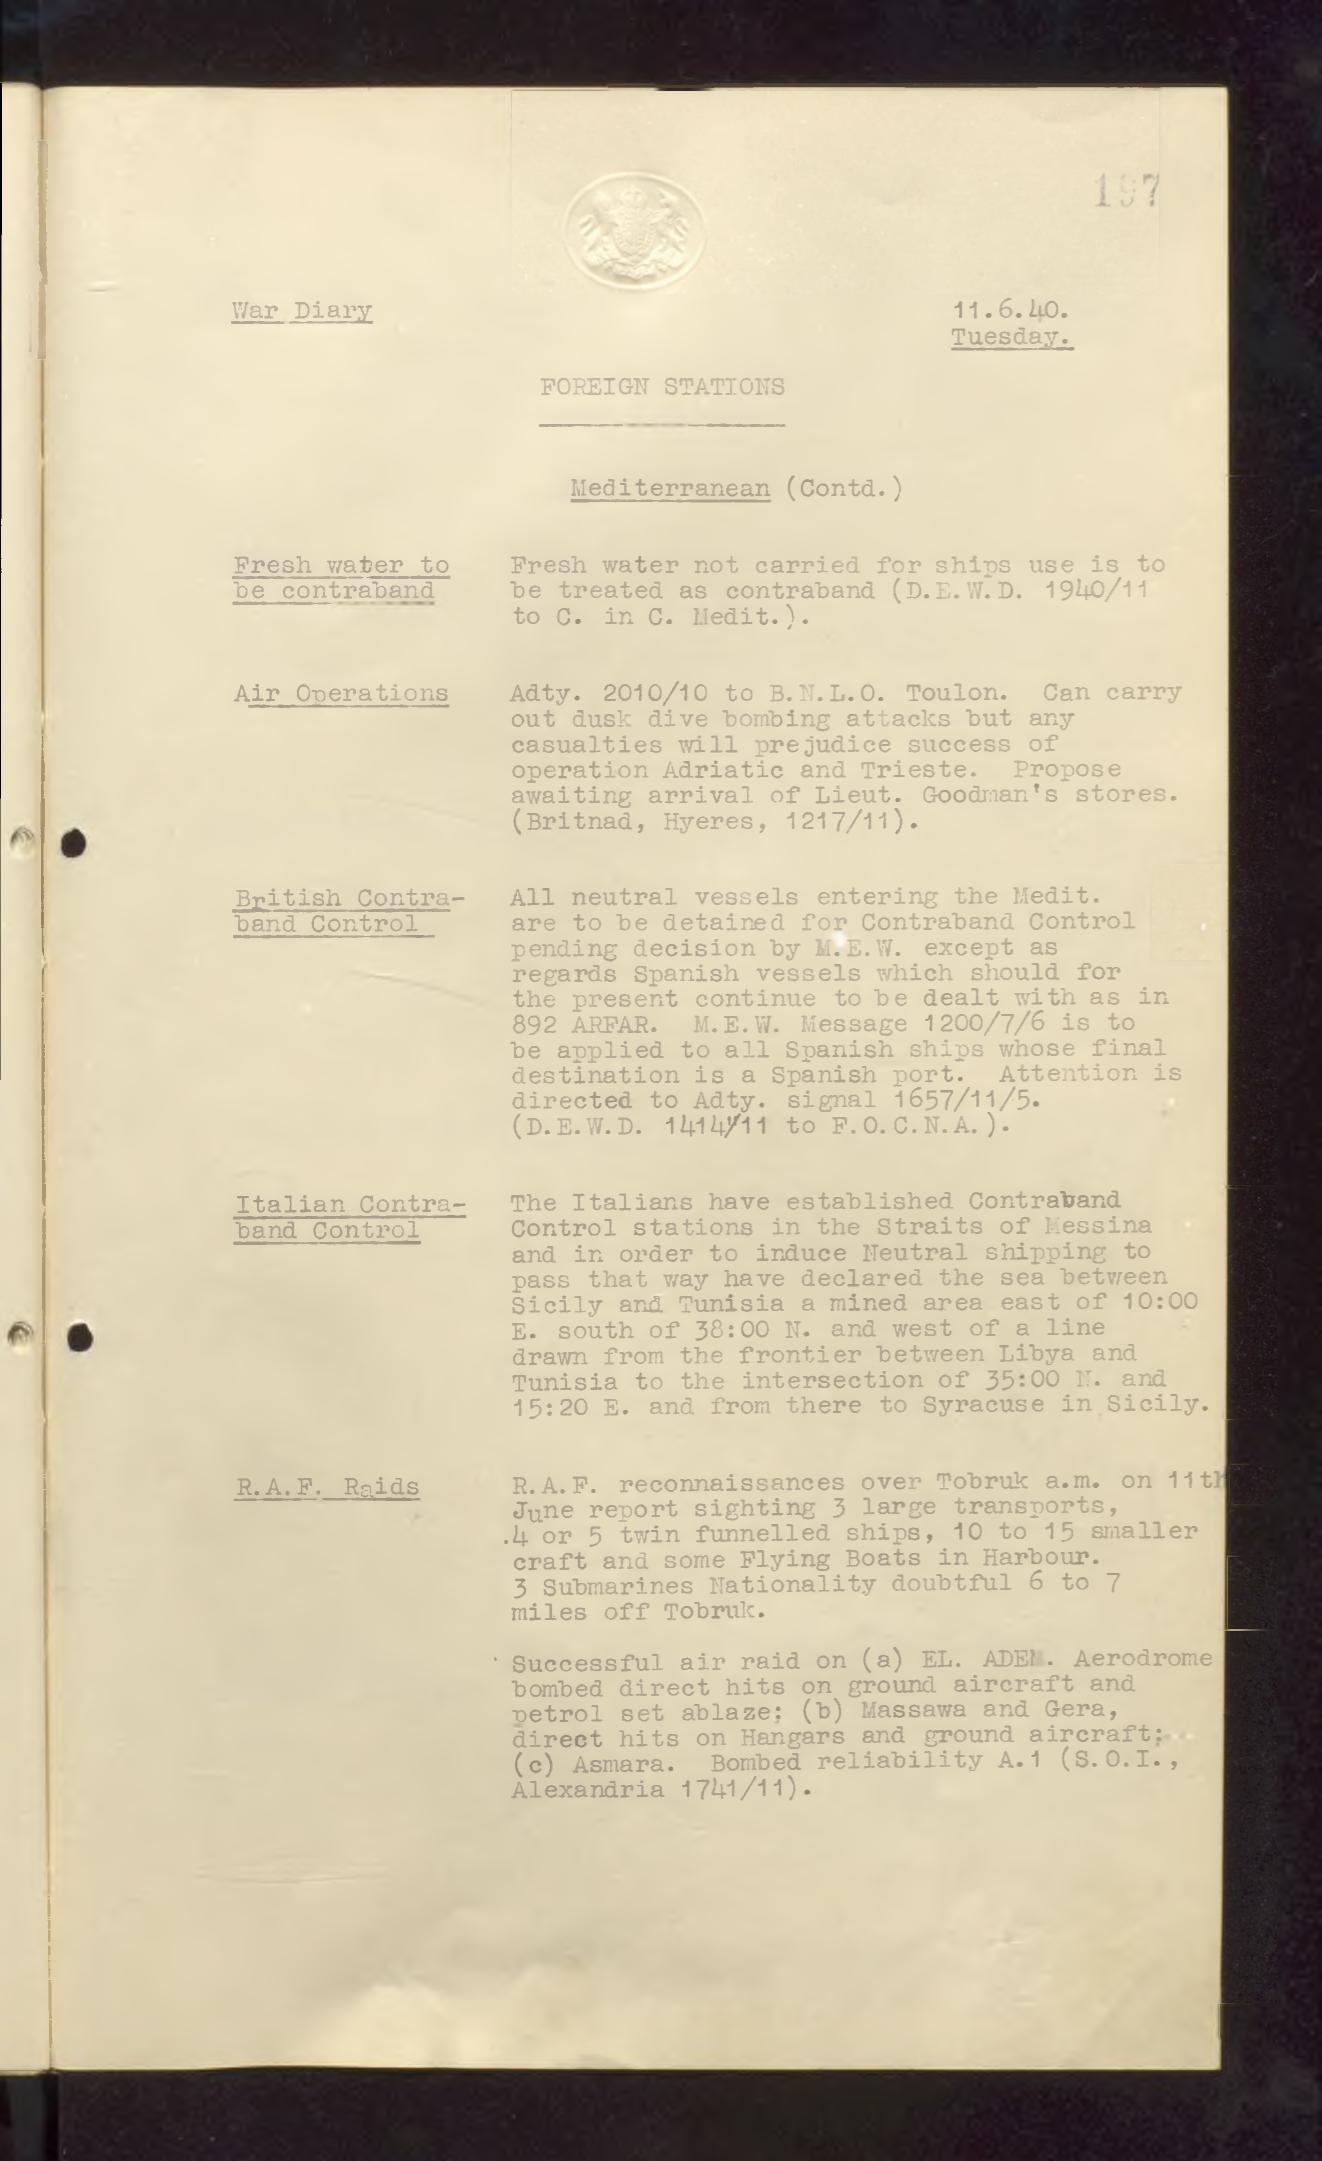 197
War Diary
11.6.40.
Tuesday.
FOREIGN STATIONS
Mediterranean (Contd.)
Fresh water to
be contraband
Fresh water not carried for ships use is to
be treated as contraband (D.E.W.D. 1940/11
to C. in C. Medit.).
Air Operations
Adty. 2010/10 to B.N.L.O. Toulon. Can carry
out dusk dive bombing attacks but any
casualties will prejudice success of
operation Adriatic and Trieste. Propose
awaiting arrival of Lieut. Goodman's stores.
(Britnad, Hyeres, 1217/11).
British Contra-
band Control
All neutral vessels entering the Medit.
are to be detained for Contraband Control
pending decision by M.E.W. except as
regards Spanish vessels which should for
the present continue to be dealt with as in
892 ARFAR. M.E.W. Message 1200/7/6 is to
be applied to all Spanish ships whose final
destination is a Spanish port. Attention is
directed to Adty. signal 1657/11/5.
(D.E.W.D. 1414/11 to F.O.C.N.A.).
Italian Contra-
band Control
The Italians have established Contraband
Control stations in the Straits of Messina
and in order to induce Neutral shipping to
pass that way have declared the sea between
Sicily and Tunisia a mined area east of 10:00
E. south of 38:00 N. and west of a line
drawn from the frontier between Libya and
Tunisia to the intersection of 35:00 N. and
15:20 E. and from there to Syracuse in Sicily.
R.A.F. Raids
R.A.F. reconnaissances over Tobruk a.m. on 11th
June report sighting 3 large transports,
4 or 5 twin funnelled ships, 10 to 15 smaller
craft and some Flying Boats in Harbour.
3 Submarines Nationality doubtful 6 to 7
miles off Tobruk.
Successful air raid on (a) EL. ADEM. Aerodrome
bombed direct hits on ground aircraft and
petrol set ablaze; (b) Massawa and Gera,
direct hits on Hangars and ground aircraft;
(c) Asmara. Bombed reliability A.1 (S.O.I.,
Alexandria 1741/11).